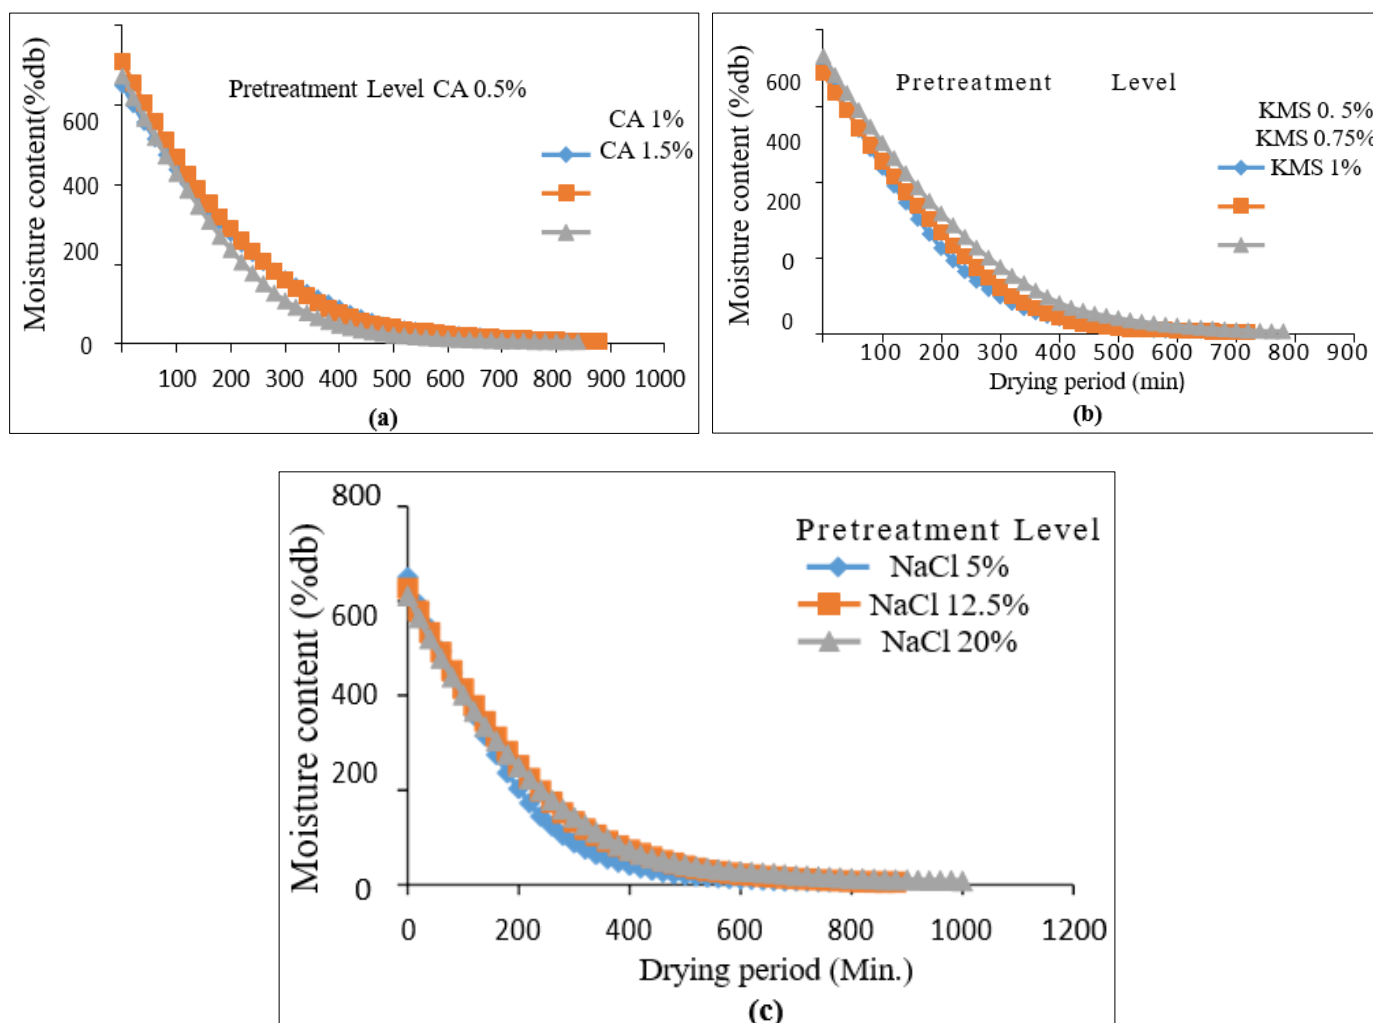 Moisture content(%db)
Pretreatment Level CA 0.5%
CA 1%
CA 1.5%
600
400
200
0
100 200 300 400 500 600 700 800 900 1000
(a)
Moisture content (%db)
Pretreatment Level
KMS 0. 5%
KMS 0.75%
KMS 1%
600
400
200
0
0
100 200 300 400 500 600 700 800 900
Drying period (min)
(b)
Moisture content (%db)
800
600
400
200
0
Pretreatment Level
NaCl 5%
NaCl 12.5%
NaCl 20%
0 200 400 600 800 1000 1200
Drying period (Min.)
(c)